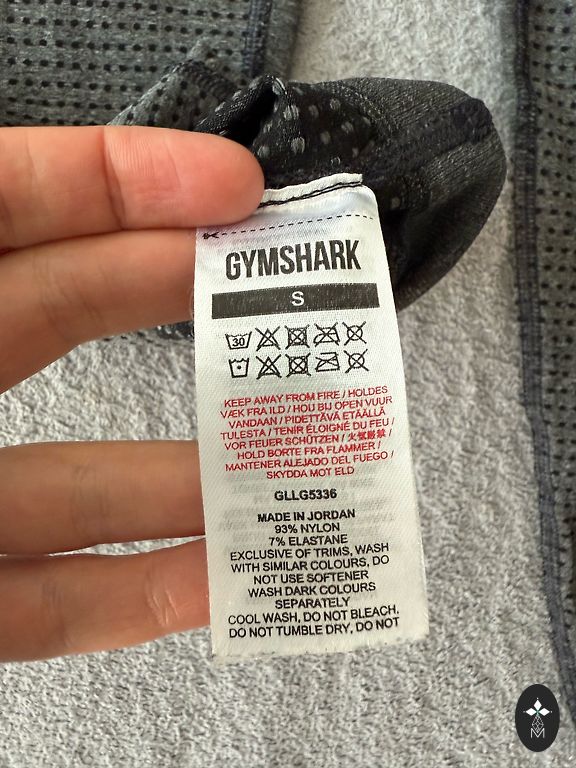 GYMSHARK
S
30
KEEP AWAY FROM FIRE / HOLDES
VÆK FRA ILD / HOU BIJ OPEN VUUR
VANDAAN / PIDETTÄVÄ ETÄÄLLÄ
TULESTA / TENIR ÉLOIGNÉ DU FEU /
VOR FEUER SCHÜTZEN / 火気厳禁 /
HOLD BORTE FRA FLAMMER /
MANTENER ALEJADO DEL FUEGO /
SKYDDA MOT ELD
GLLG5336
MADE IN JORDAN
93% NYLON
7% ELASTANE
EXCLUSIVE OF TRIMS, WASH
WITH SIMILAR COLOURS, DO
NOT USE SOFTENER
WASH DARK COLOURS
SEPARATELY
COOL WASH, DO NOT BLEACH.
DO NOT TUMBLE DRY, DO NOT
M